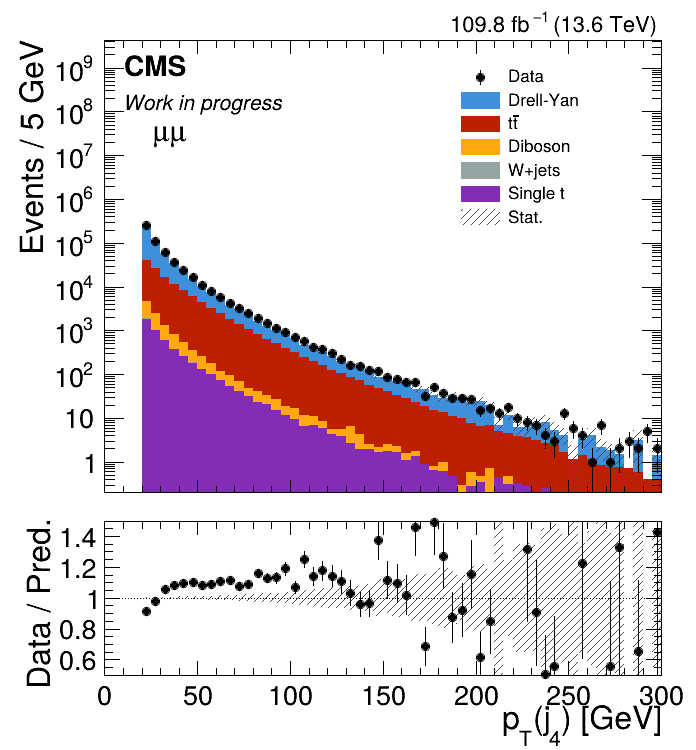 109.8 fb⁻¹ (13.6 TeV)
CMS
Work in progress
μμ
Data
Drell-Yan
tt̅
Diboson
W+jets
Single t
Stat.
Events / 5 GeV
10⁹
10⁸
10⁷
10⁶
10⁵
10⁴
10³
10²
10
1
Data / Pred.
1.4
1.2
1
0.8
0.6
0 50 100 150 200 250 300
p_T(j_4) [GeV]